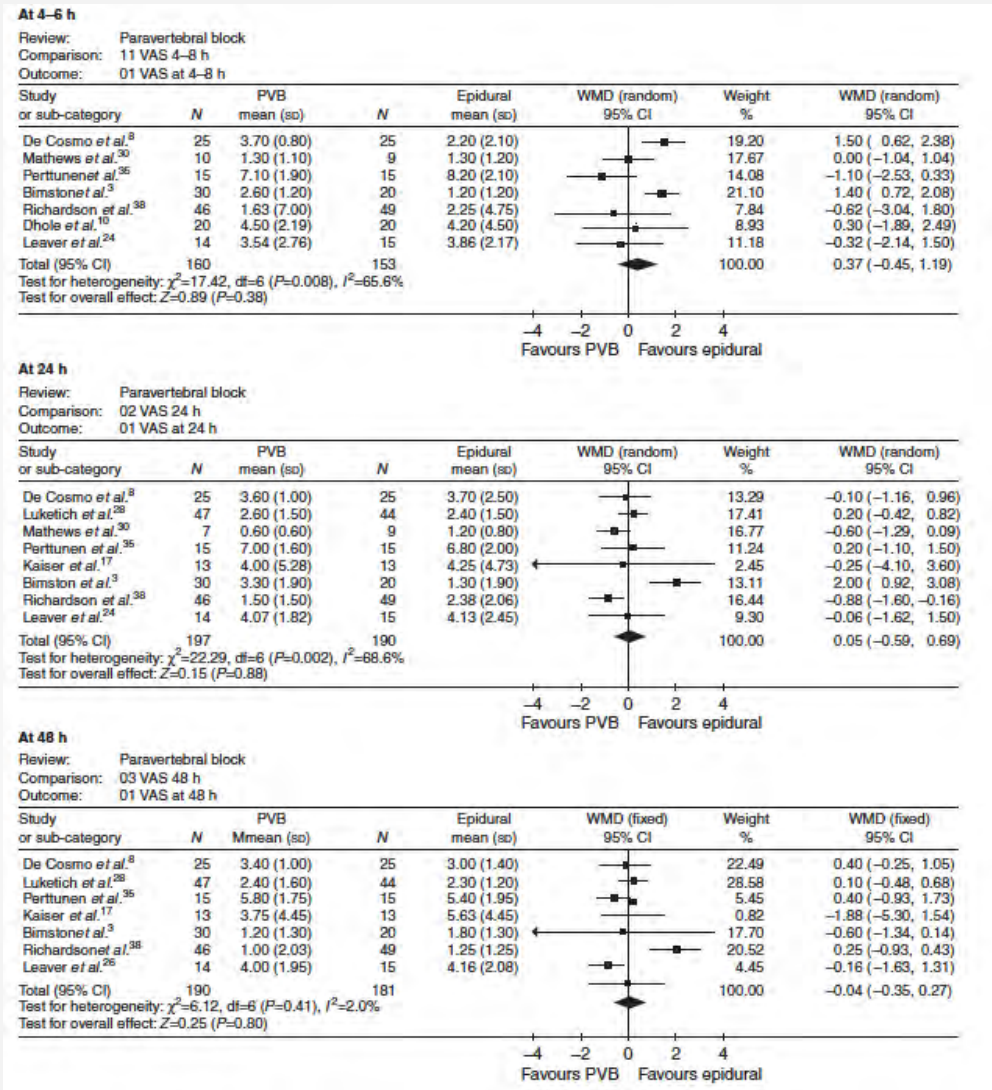 At 4–6 h
Review: Paravertebral block
Comparison: 11 VAS 4–8 h
Outcome: 01 VAS at 4–8 h
Study PVB Epidural WMD (random) Weight WMD (random)
or sub-category N mean (SD) N mean (SD) 95% CI % 95% CI
De Cosmo et al.8 25 3.70 (0.80) 25 2.20 (2.10) 19.20 1.50 ( 0.62, 2.38)
Mathews et al.30 10 1.30 (1.10) 9 1.30 (1.20) 17.67 0.00 (−1.04, 1.04)
Perttunenet al.35 15 7.10 (1.90) 15 8.20 (2.10) 14.08 −1.10 (−2.53, 0.33)
Bimstonet al.3 30 2.60 (1.20) 20 1.20 (1.20) 21.10 1.40 ( 0.72, 2.08)
Richardson et al.38 46 1.63 (7.00) 49 2.25 (4.75) 7.84 −0.62 (−3.04, 1.80)
Dhole et al.10 20 4.50 (2.19) 20 4.20 (4.50) 8.93 0.30 (−1.89, 2.49)
Leaver et al.24 14 3.54 (2.76) 15 3.86 (2.17) 11.18 −0.32 (−2.14, 1.50)
Total (95% CI) 160 153 100.00 0.37 (−0.45, 1.19)
Test for heterogeneity: χ2=17.42, df=6 (P=0.008), I2=65.6%
Test for overall effect: Z=0.89 (P=0.38)
−4 −2 0 2 4
Favours PVB Favours epidural
At 24 h
Review: Paravertebral block
Comparison: 02 VAS 24 h
Outcome: 01 VAS at 24 h
Study PVB Epidural WMD (random) Weight WMD (random)
or sub-category N mean (SD) N mean (SD) 95% CI % 95% CI
De Cosmo et al.8 25 3.60 (1.00) 25 3.70 (2.50) 13.29 −0.10 (−1.16, 0.96)
Luketich et al.28 47 2.60 (1.50) 44 2.40 (1.50) 17.41 0.20 (−0.42, 0.82)
Mathews et al.30 7 0.60 (0.60) 9 1.20 (0.80) 16.77 −0.60 (−1.29, 0.09)
Perttunen et al.35 15 7.00 (1.60) 15 6.80 (2.00) 11.24 0.20 (−1.10, 1.50)
Kaiser et al.17 13 4.00 (5.28) 13 4.25 (4.73) 2.45 −0.25 (−4.10, 3.60)
Bimston et al.3 30 3.30 (1.90) 20 1.30 (1.90) 13.11 2.00 ( 0.92, 3.08)
Richardson et al.38 46 1.50 (1.50) 49 2.38 (2.06) 16.44 −0.88 (−1.60, −0.16)
Leaver et al.24 14 4.07 (1.82) 15 4.13 (2.45) 9.30 −0.06 (−1.62, 1.50)
Total (95% CI) 197 190 100.00 0.05 (−0.59, 0.69)
Test for heterogeneity: χ2=22.29, df=6 (P=0.002), I2=68.6%
Test for overall effect: Z=0.15 (P=0.88)
−4 −2 0 2 4
Favours PVB Favours epidural
At 48 h
Review: Paravertebral block
Comparison: 03 VAS 48 h
Outcome: 01 VAS at 48 h
Study PVB Epidural WMD (fixed) Weight WMD (fixed)
or sub-category N Mmean (SD) N mean (SD) 95% CI % 95% CI
De Cosmo et al.8 25 3.40 (1.00) 25 3.00 (1.40) 22.49 0.40 (−0.25, 1.05)
Luketich et al.28 47 2.40 (1.60) 44 2.30 (1.20) 28.58 0.10 (−0.48, 0.68)
Perttunen et al.35 15 5.80 (1.75) 15 5.40 (1.95) 5.45 0.40 (−0.93, 1.73)
Kaiser et al.17 13 3.75 (4.45) 13 5.63 (4.45) 0.82 −1.88 (−5.30, 1.54)
Bimstonet al.3 30 1.20 (1.30) 20 1.80 (1.30) 17.70 −0.60 (−1.34, 0.14)
Richardsonet al.38 46 1.00 (2.03) 49 1.25 (1.25) 20.52 0.25 (−0.93, 0.43)
Leaver et al.26 14 4.00 (1.95) 15 4.16 (2.08) 4.45 −0.16 (−1.63, 1.31)
Total (95% CI) 190 181 100.00 −0.04 (−0.35, 0.27)
Test for heterogeneity: χ2=6.12, df=6 (P=0.41), I2=2.0%
Test for overall effect: Z=0.25 (P=0.80)
−4 −2 0 2 4
Favours PVB Favours epidural